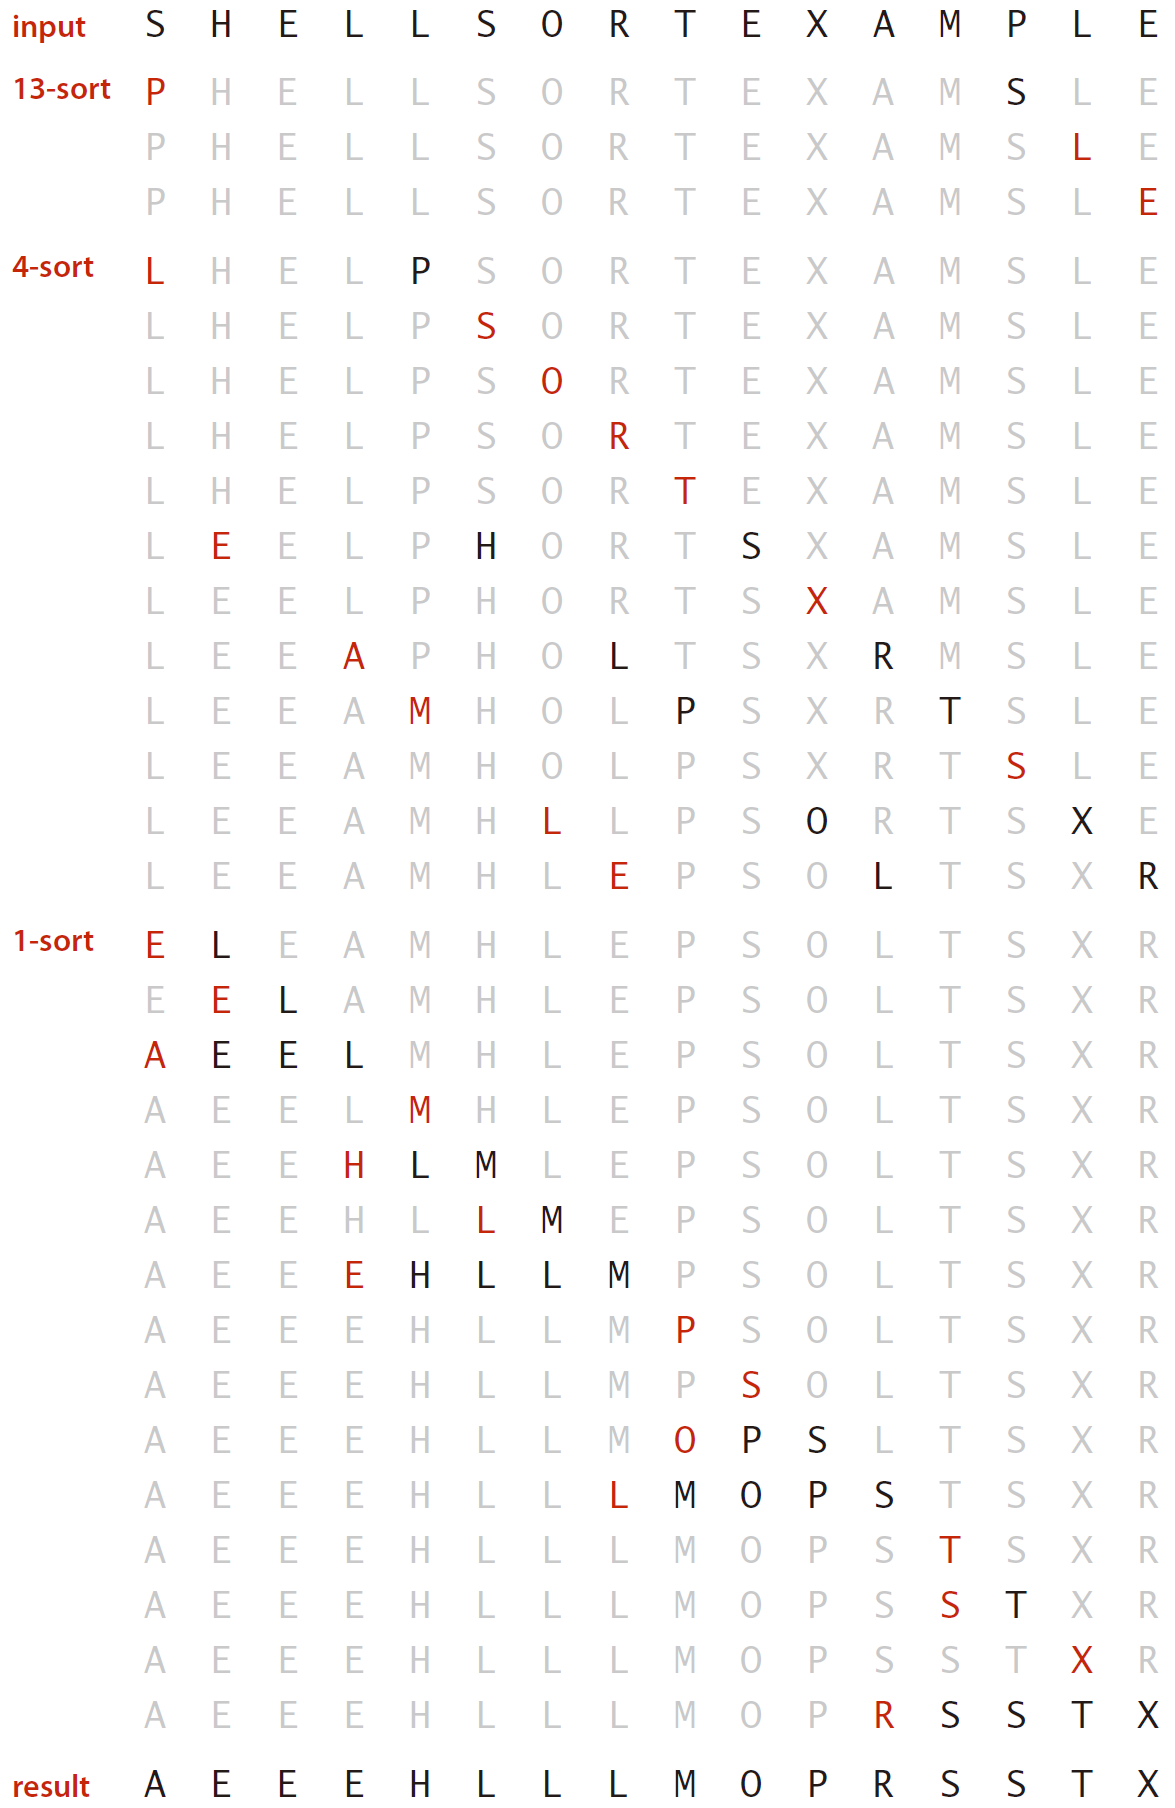 input S H E L L S O R T E X A M P L E
13-sort P H E L L S O R T E X A M S L E
P H E L L S O R T E X A M S L E
P H E L L S O R T E X A M S L E
4-sort L H E L P S O R T E X A M S L E
L H E L P S O R T E X A M S L E
L H E L P S O R T E X A M S L E
L H E L P S O R T E X A M S L E
L H E L P S O R T E X A M S L E
L E E L P H O R T S X A M S L E
L E E L P H O R T S X A M S L E
L E E A P H O L T S X R M S L E
L E E A M H O L P S X R T S L E
L E E A M H O L P S X R T S L E
L E E A M H L L P S O R T S X E
L E E A M H L E P S O L T S X R
1-sort E L E A M H L E P S O L T S X R
E E L A M H L E P S O L T S X R
A E E L M H L E P S O L T S X R
A E E L M H L E P S O L T S X R
A E E H L M L E P S O L T S X R
A E E H L L M E P S O L T S X R
A E E E H L L M P S O L T S X R
A E E E H L L M P S O L T S X R
A E E E H L L M P S O L T S X R
A E E E H L L M O P S L T S X R
A E E E H L L L M O P S T S X R
A E E E H L L L M O P S T S X R
A E E E H L L L M O P S S T X R
A E E E H L L L M O P S S T X R
A E E E H L L L M O P R S S T X
result A E E E H L L L M O P R S S T X